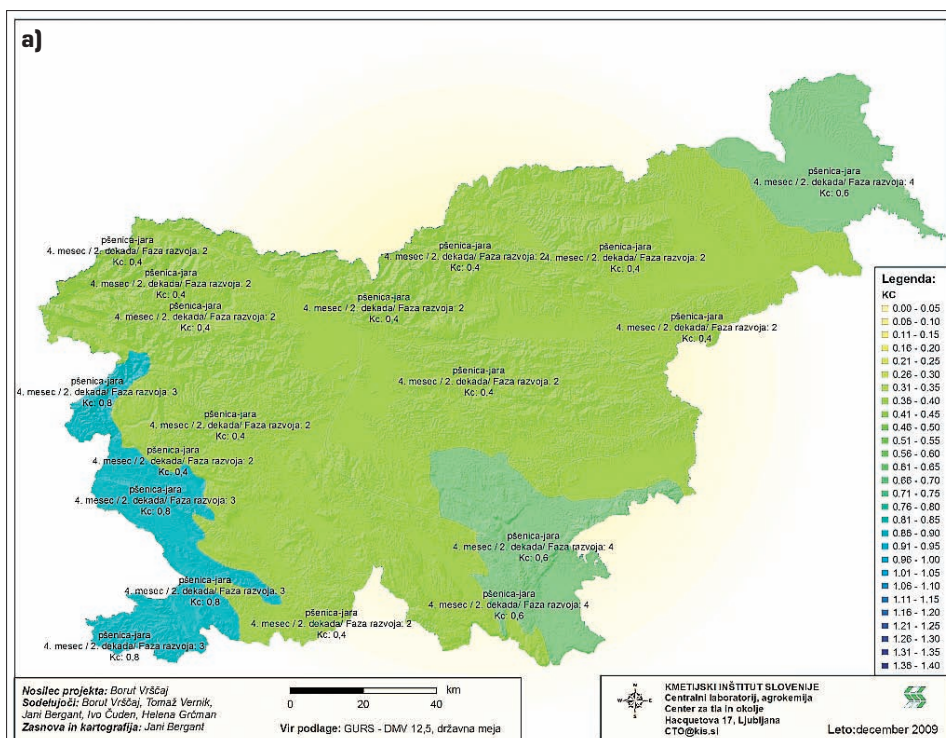 a)
pšenica-jara
4. mesec / 2. dekada/ Faza razvoja: 4
Kc: 0,6
pšenica-jara
4. mesec / 2. dekada/ Faza razvoja: 2
Kc: 0,4
pšenica-jara
4. mesec / 2. dekada/ Faza razvoja: 2
Kc: 0,4
pšenica-jara
4. mesec / 2. dekada/ Faza razvoja: 2
Kc: 0,4
pšenica-jara
4. mesec / 2. dekada/ Faza razvoja: 2
Kc: 0,4
pšenica-jara
4. mesec / 2. dekada/ Faza razvoja: 2
Kc: 0,4
pšenica-jara
4. mesec / 2. dekada/ Faza razvoja: 2
Kc: 0,4
pšenica-jara
4. mesec / 2. dekada/ Faza razvoja: 2
Kc: 0,4
pšenica-jara
4. mesec / 2. dekada/ Faza razvoja: 2
Kc: 0,4
pšenica-jara
4. mesec / 2. dekada/ Faza razvoja: 3
Kc: 0,8
pšenica-jara
4. mesec / 2. dekada/ Faza razvoja: 2
Kc: 0,4
pšenica-jara
4. mesec / 2. dekada/ Faza razvoja: 2
Kc: 0,4
pšenica-jara
4. mesec / 2. dekada/ Faza razvoja: 3
Kc: 0,8
pšenica-jara
4. mesec / 2. dekada/ Faza razvoja: 4
Kc: 0,6
pšenica-jara
4. mesec / 2. dekada/ Faza razvoja: 3
Kc: 0,8
pšenica-jara
4. mesec / 2. dekada/ Faza razvoja: 4
Kc: 0,6
pšenica-jara
4. mesec / 2. dekada/ Faza razvoja: 2
Kc: 0,4
pšenica-jara
4. mesec / 2. dekada/ Faza razvoja: 3
Kc: 0,8
Legenda:
KC
0.00 - 0.05
0.06 - 0.10
0.11 - 0.15
0.16 - 0.20
0.21 - 0.25
0.26 - 0.30
0.31 - 0.35
0.36 - 0.40
0.41 - 0.45
0.46 - 0.50
0.51 - 0.55
0.56 - 0.60
0.61 - 0.65
0.66 - 0.70
0.71 - 0.75
0.76 - 0.80
0.81 - 0.85
0.86 - 0.90
0.91 - 0.95
0.96 - 1.00
1.01 - 1.05
1.06 - 1.10
1.11 - 1.15
1.16 - 1.20
1.21 - 1.25
1.26 - 1.30
1.31 - 1.35
1.36 - 1.40
Nosilec projekta: Borut Vrščaj
Sodelujoči: Borut Vrščaj, Tomaž Vernik,
Jani Bergant, Ivo Čuden, Helena Grčman
Zasnova in kartografija: Jani Bergant
km
0 20 40
Vir podlage: GURS - DMV 12,5, državna meja
N
W E
S
KMETIJSKI INŠTITUT SLOVENIJE
Centralni laboratorij, agrokemija
Center za tla in okolje
Hacquetova 17, Ljubljana
CTO@kis.si
Leto:december 2009